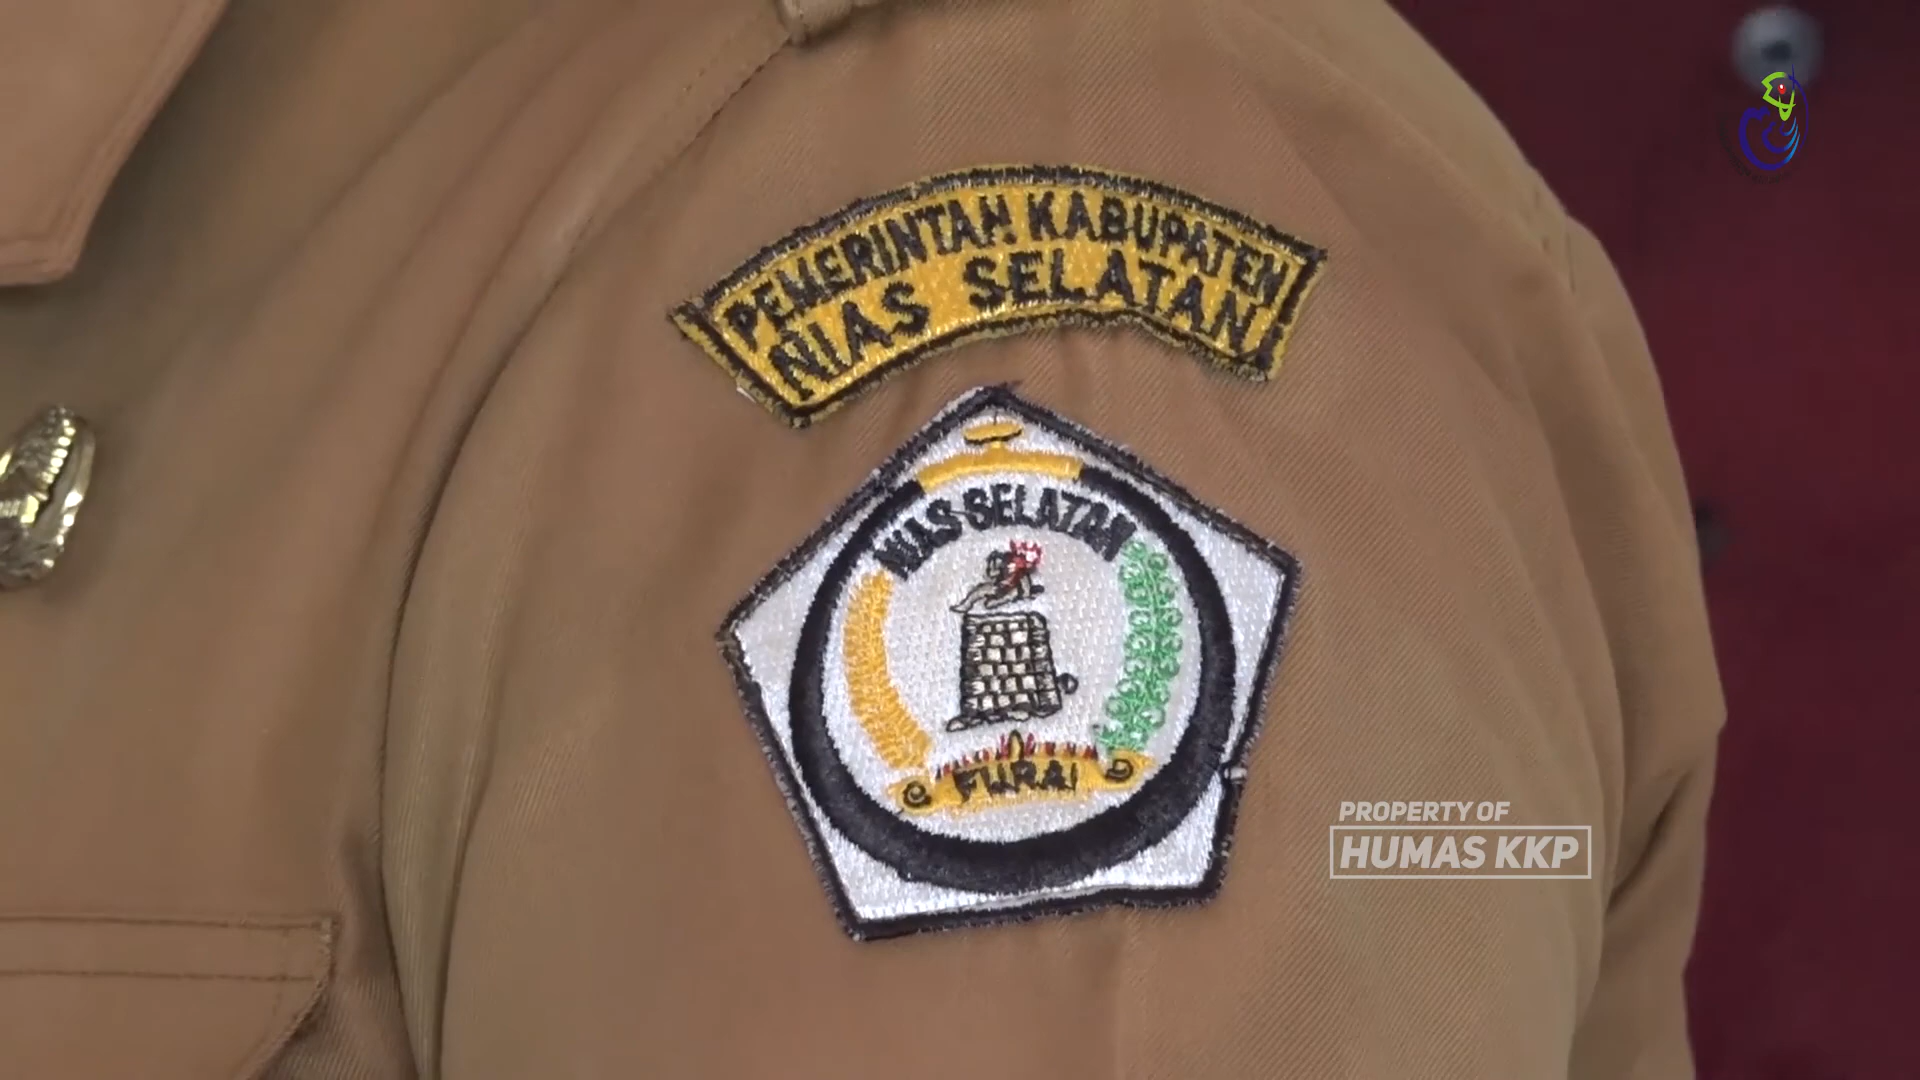 PEMERINTAH KABUPATEN
NIAS SELATAN
NIAS SELATAN
FURAI
PROPERTY OF
HUMAS KKP